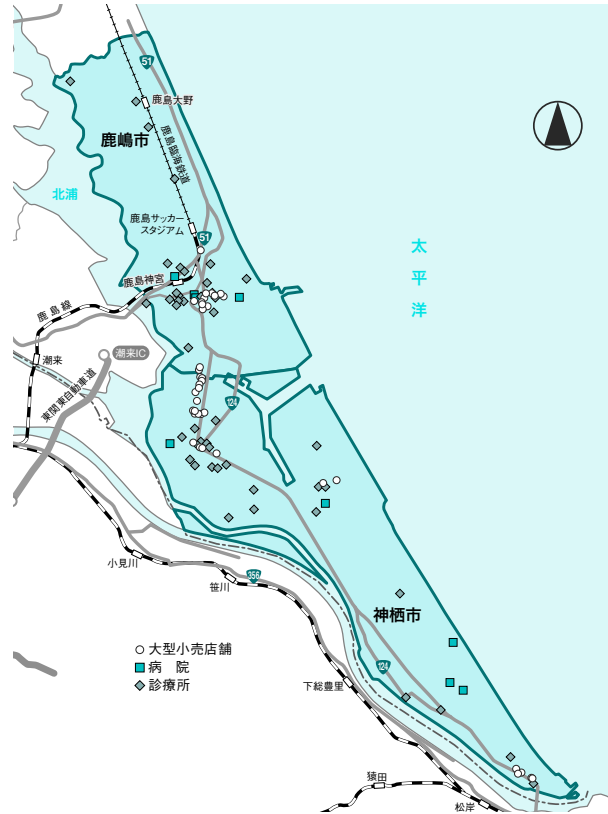 51
鹿島大野
鹿嶋市
鹿島臨海鉄道
北浦
鹿島サッカー
スタジアム
51
太平洋
鹿島神宮
鹿島線
潮来IC
潮来
東関東自動車道
124
小見川
356
笹川
神栖市
大型小売店舗
病 院
診療所
124
下総豊里
猿田
松岸